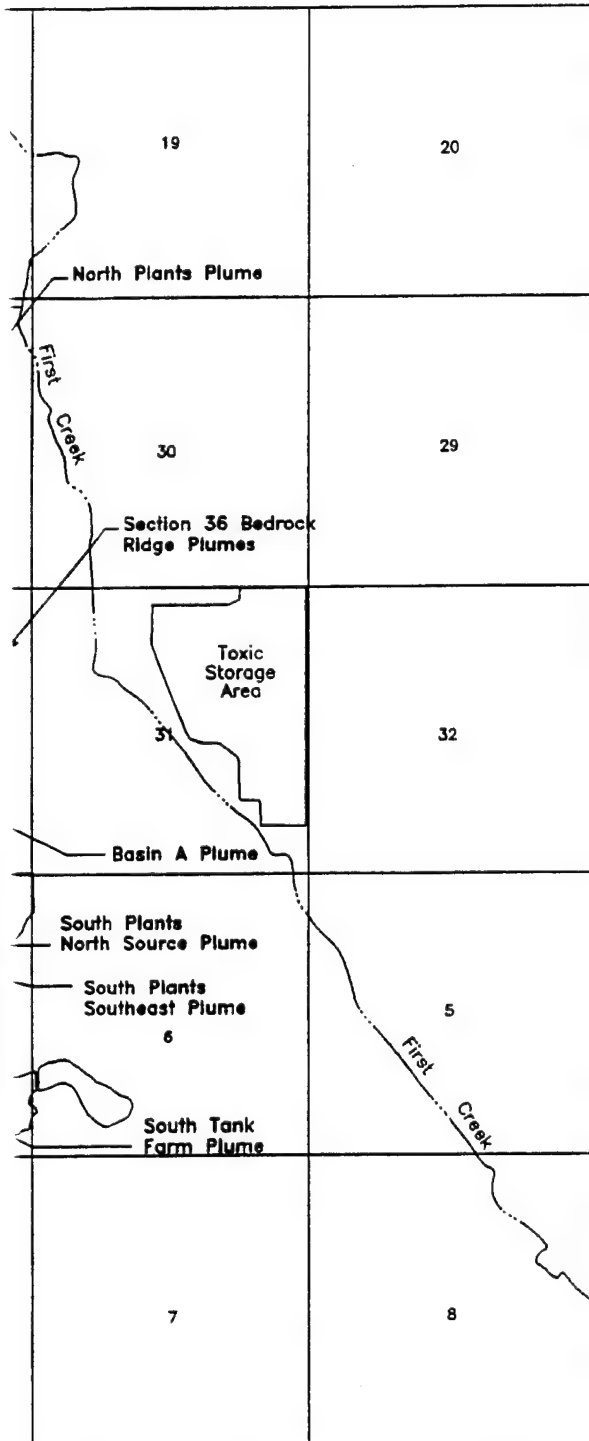 19
20
North Plants Plume
First Creek
30
29
Section 36 Bedrock
Ridge Plumes
Toxic
Storage
Area
31
32
Basin A Plume
South Plants
North Source Plume
South Plants
Southeast Plume
6
5
First Creek
South Tank
Farm Plume
7
8